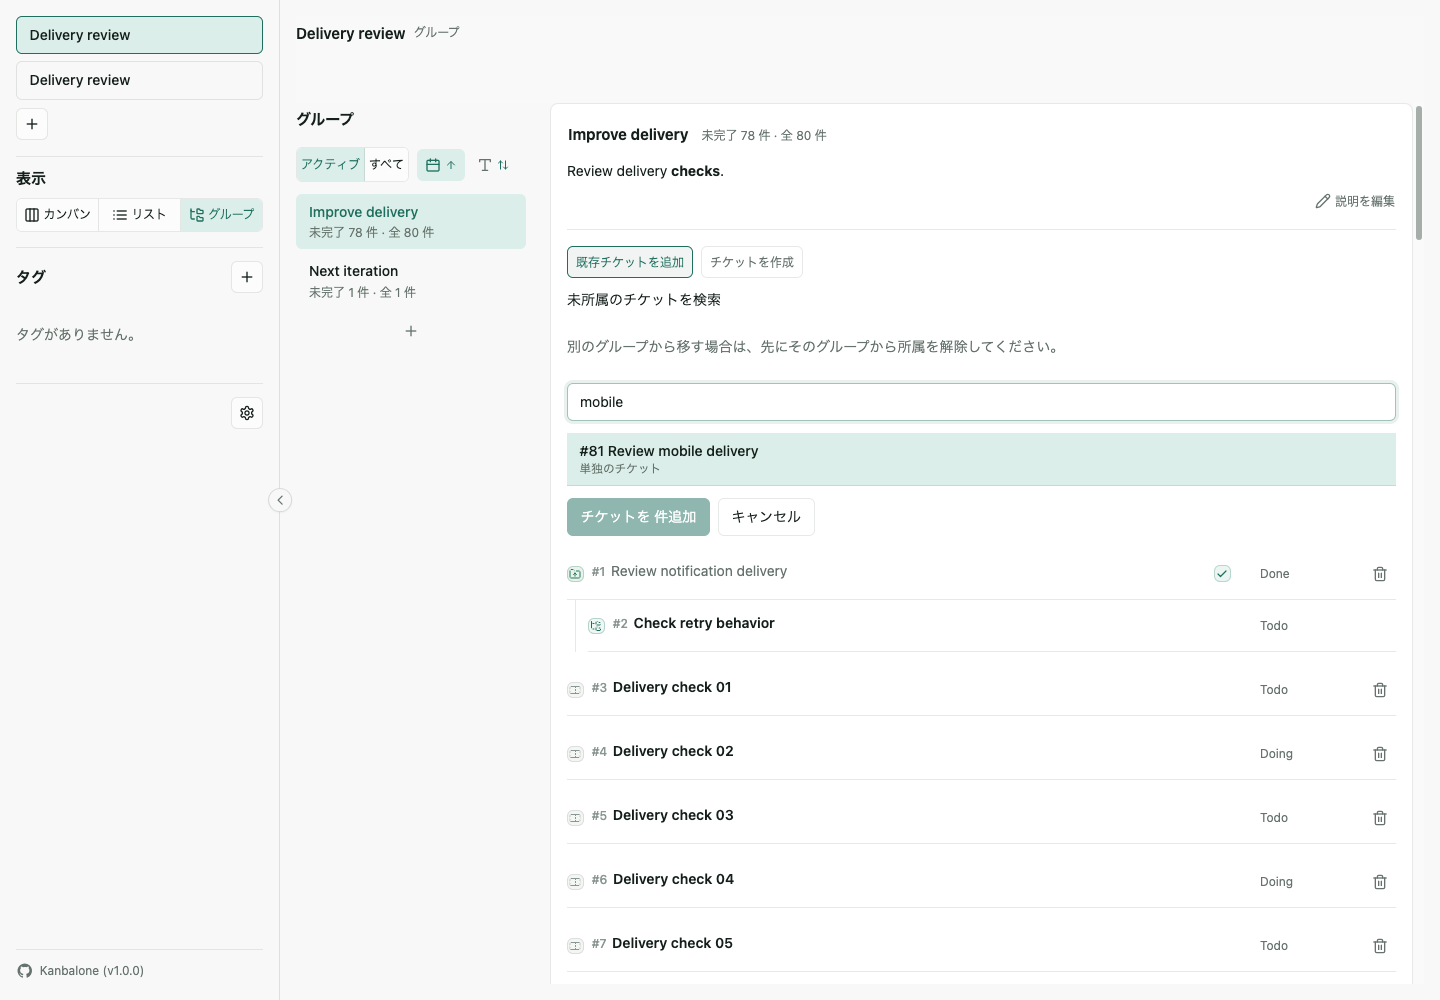 Delivery review
Delivery review
表示
カンバン
リスト
グループ
タグ
タグがありません。
Kanbalone (v1.0.0)
Delivery review グループ
グループ
アクティブ すべて
Improve delivery
未完了 78 件 · 全 80 件
Next iteration
未完了 1 件 · 全 1 件
Improve delivery 未完了 78 件 · 全 80 件
Review delivery checks.
説明を編集
既存チケットを追加 チケットを作成
未所属のチケットを検索
別のグループから移す場合は、先にそのグループから所属を解除してください。
mobile
#81 Review mobile delivery
単独のチケット
チケットを 件追加 キャンセル
#1 Review notification delivery Done
#2 Check retry behavior Todo
#3 Delivery check 01 Todo
#4 Delivery check 02 Doing
#5 Delivery check 03 Todo
#6 Delivery check 04 Doing
#7 Delivery check 05 Todo